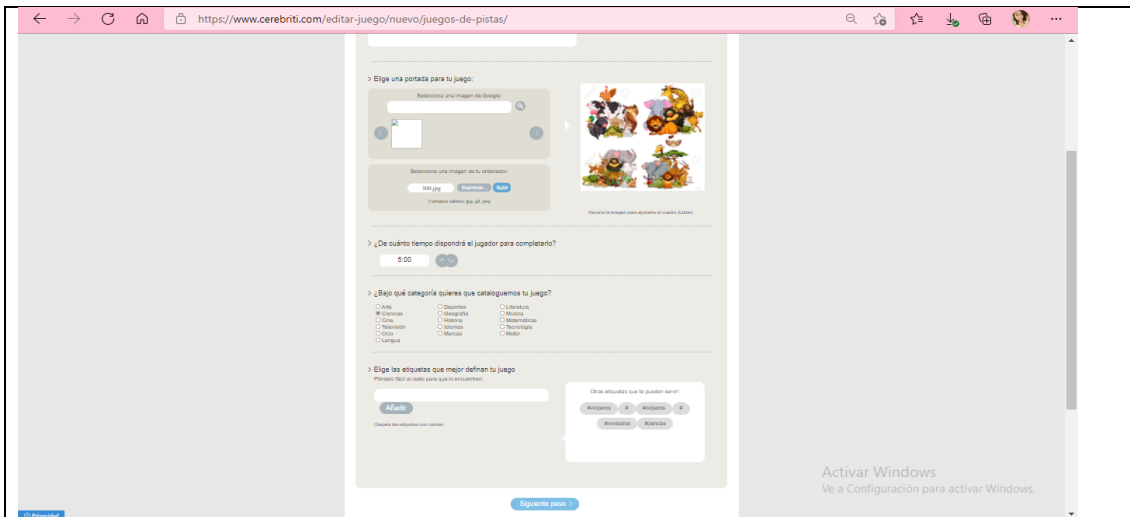 https://www.cerebriti.com/editar-juego/nuevo/juegos-de-pistas/
> Elige una portada para tu juego:
Selecciona una imagen de Google.
Selecciona una imagen de tu ordenador:
300.jpg Examinar... Subir
Formatos válidos: jpg, gif, png.
Recorta la imagen para ajustarla al cuadro (Editar)
> ¿De cuánto tiempo dispondrá el jugador para completarlo?
5:00
> ¿Bajo qué categoría quieres que cataloguemos tu juego?
Arte Deportes Literatura
Ciencias Geografía Música
Cine Historia Matemáticas
Televisión Idiomas Tecnología
Ocio Marcas Motor
Lengua
> Elige las etiquetas que mejor definan tu juego
Pónselo fácil al resto para que lo encuentren.
Otras etiquetas que te pueden servir:
Añadir
#vivíparos # #ovíparos #
(Separa las etiquetas con comas)
#ciencias
Activar Windows
Ve a Configuración para activar Windows.
Siguiente paso >
Privacidad